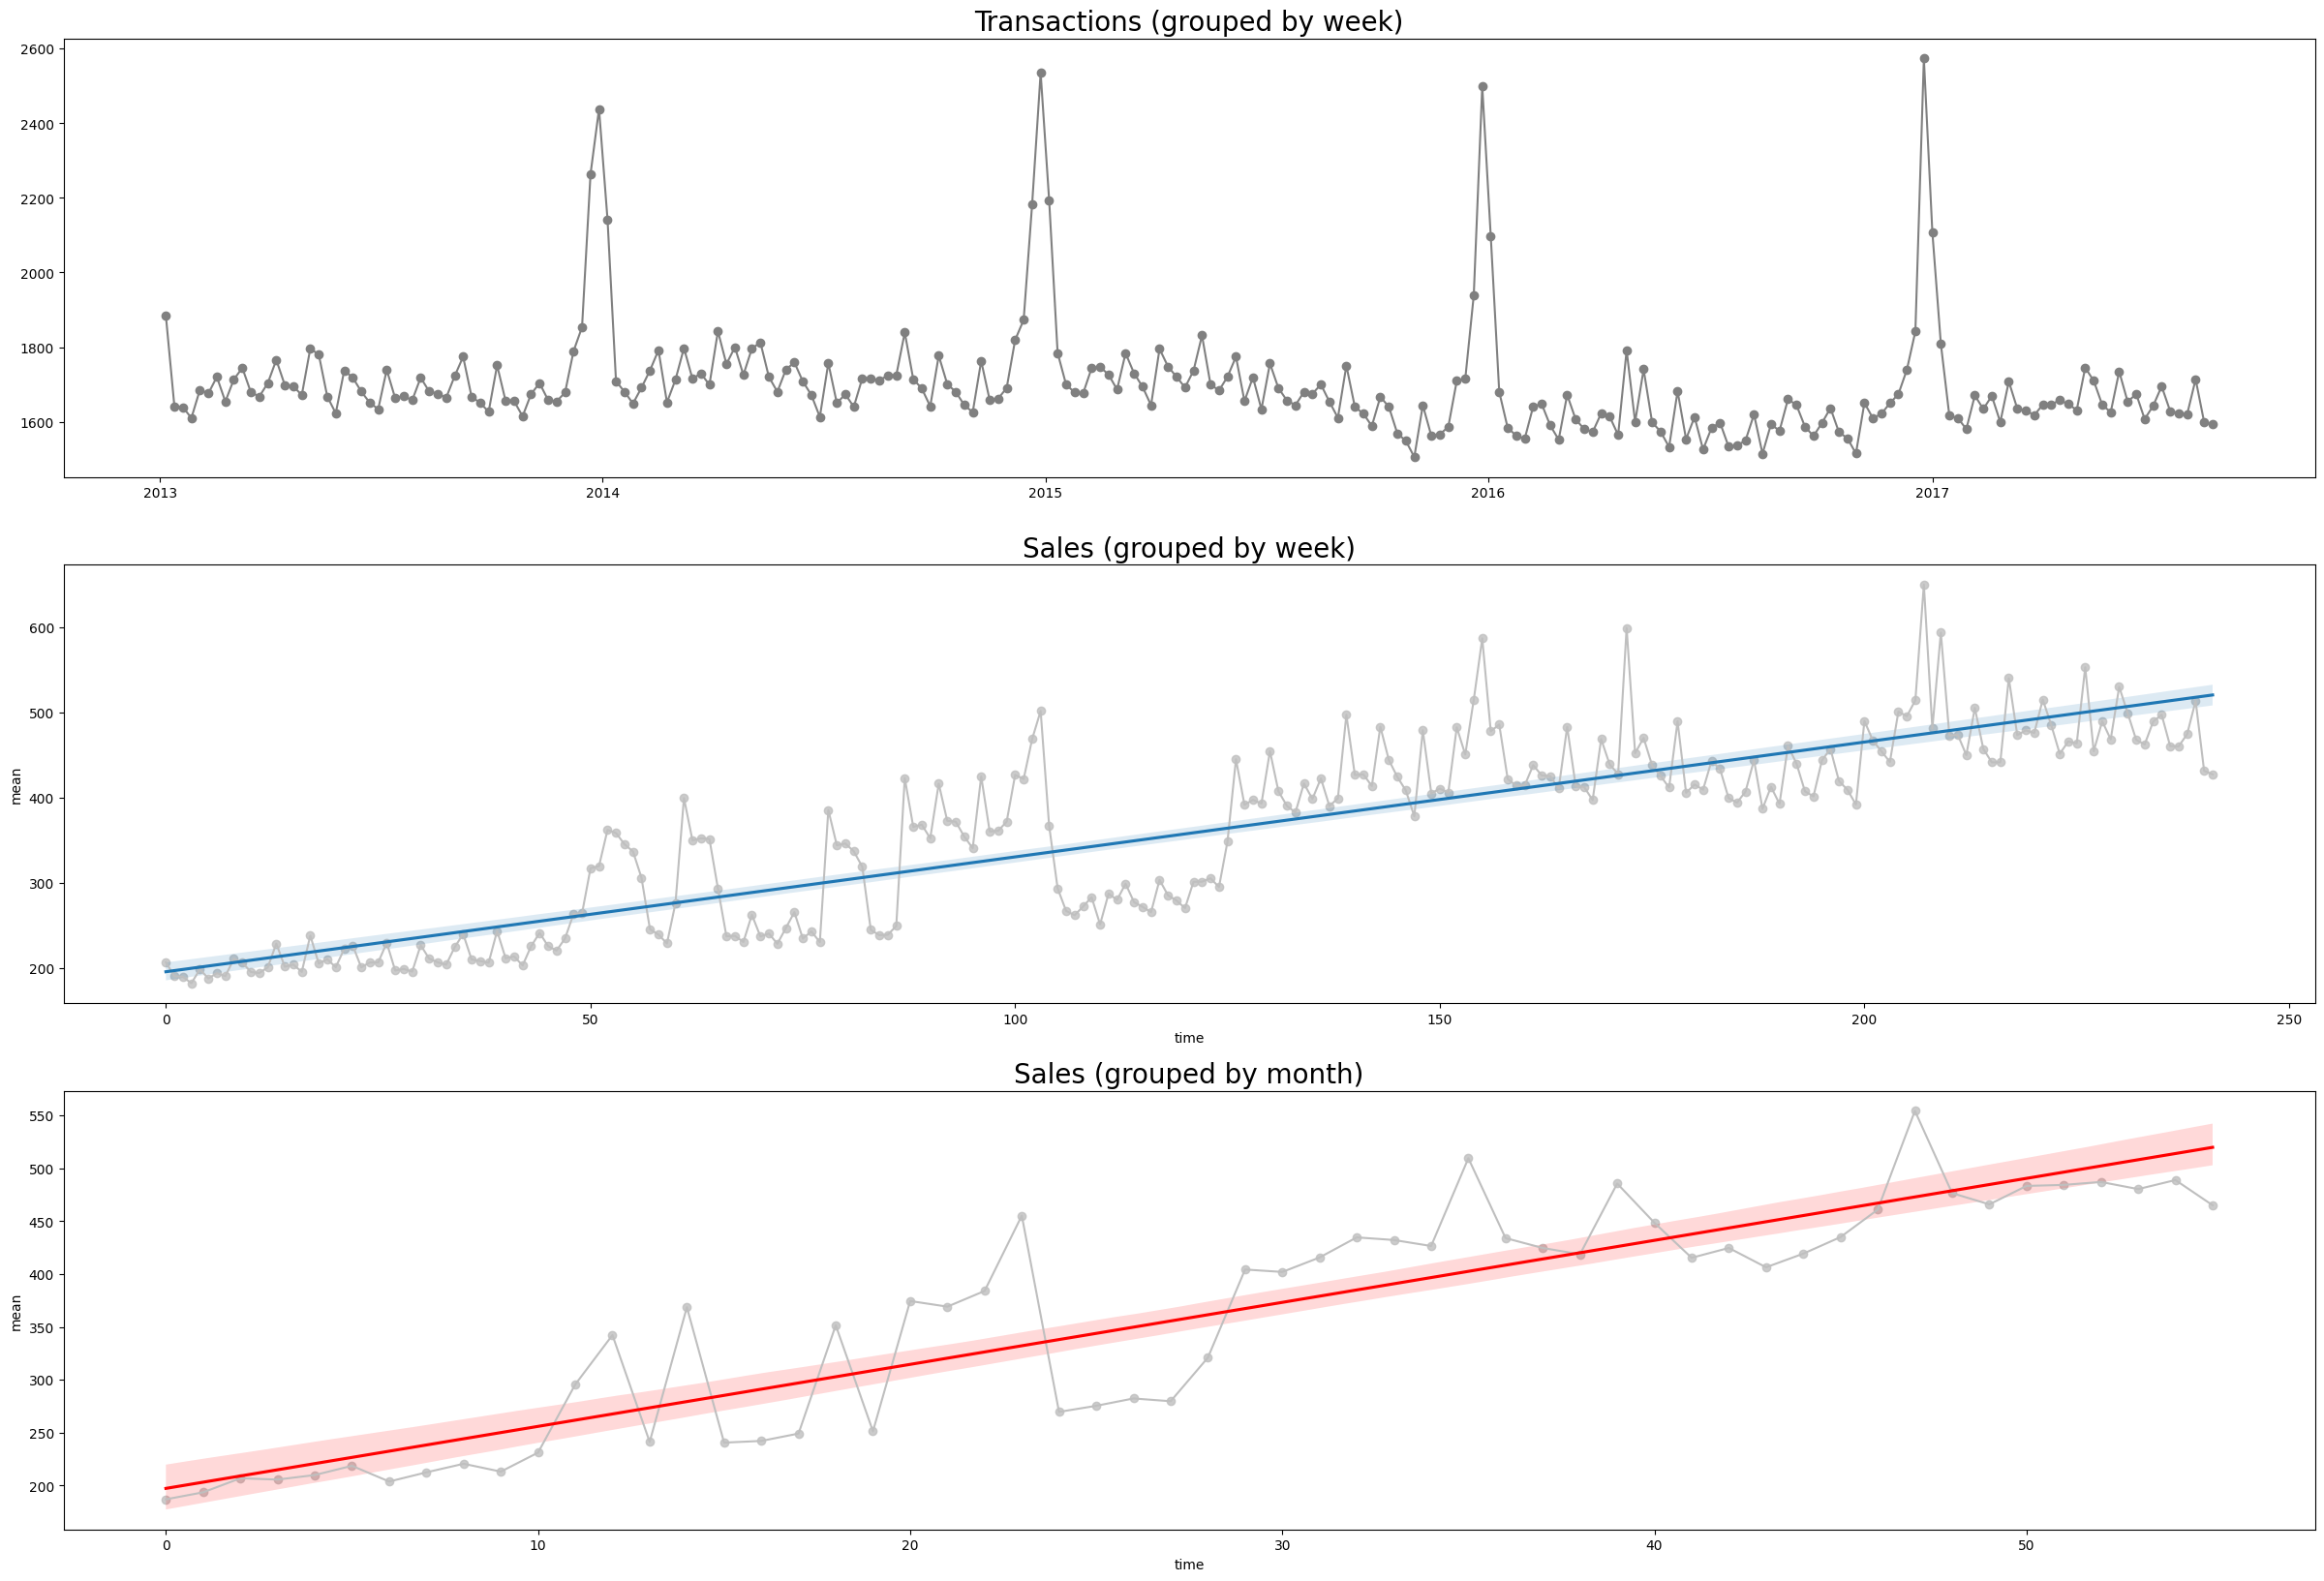 Transactions (grouped by week)
2600
2400
2200
2000
1800
1600
2013 2014 2015 2016 2017
Sales (grouped by week)
mean
600
500
400
300
200
0 50 100 150 200 250
time
Sales (grouped by month)
mean
550
500
450
400
350
300
250
200
0 10 20 30 40 50
time